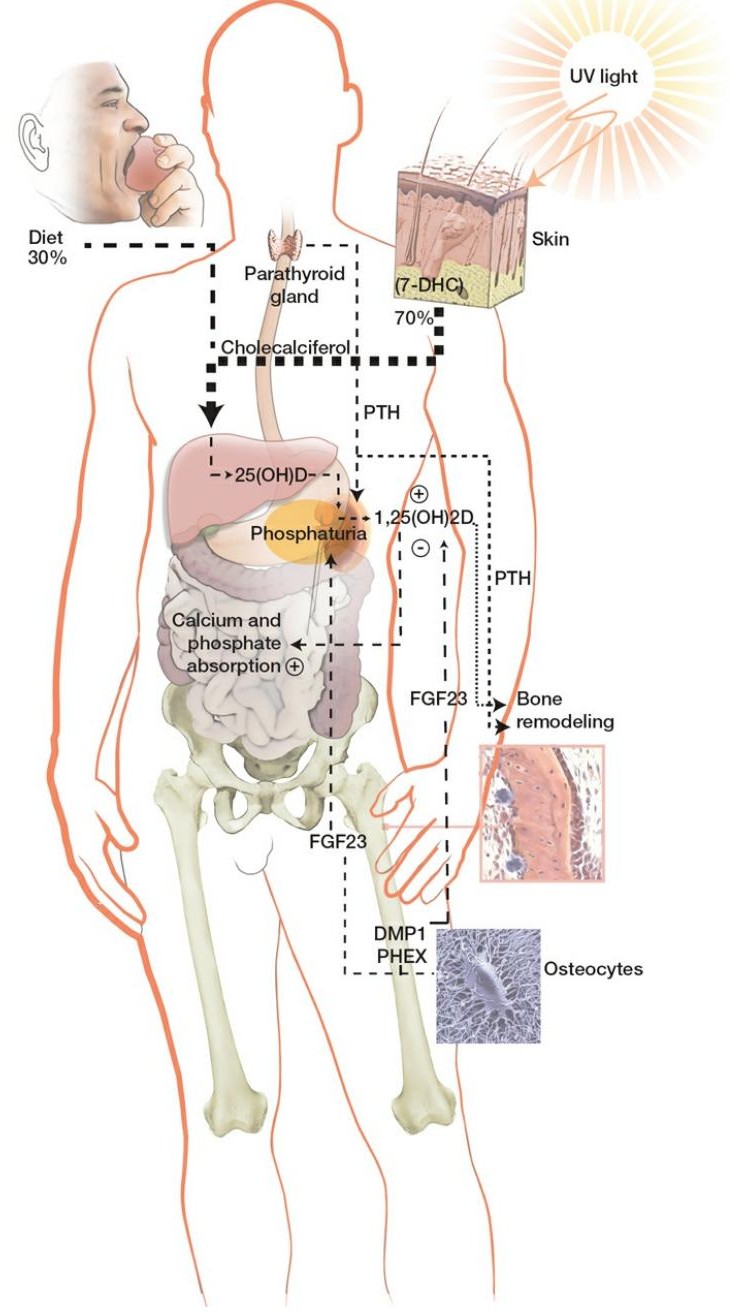 UV light
Diet
30%
Skin
Parathyroid
gland
(7-DHC)
70%
Cholecalciferol
PTH
25(OH)D
+
1,25(OH)2D
Phosphaturia
-
PTH
Calcium and
phosphate
absorption +
FGF23
Bone
remodeling
FGF23
DMP1
PHEX
Osteocytes